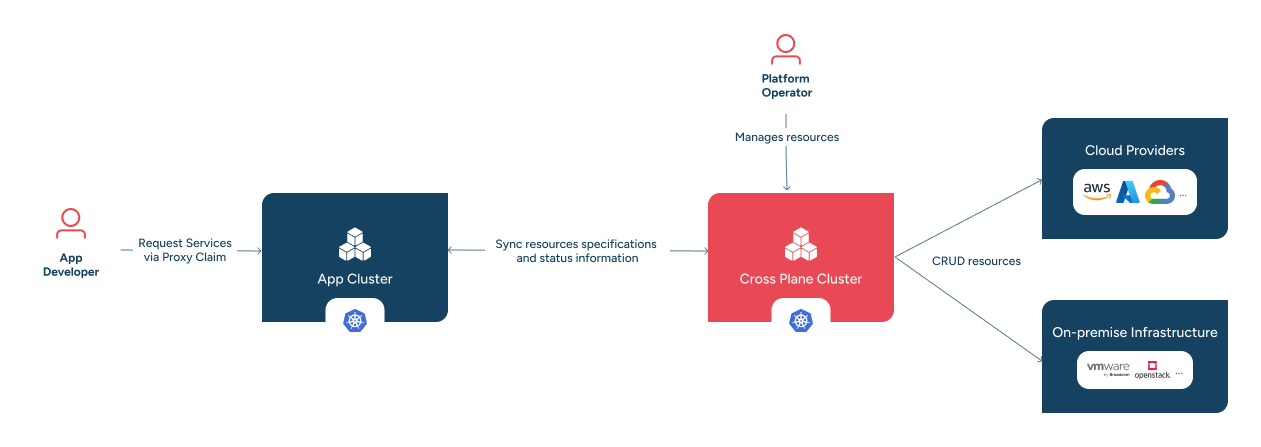 Platform
Operator
Manages resources
Cloud Providers
aws
...
App
Developer
Request Services
via Proxy Claim
App Cluster
Sync resources specifications
and status information
Cross Plane Cluster
CRUD resources
On-premise Infrastructure
vmware
by Broadcom
openstack.
...